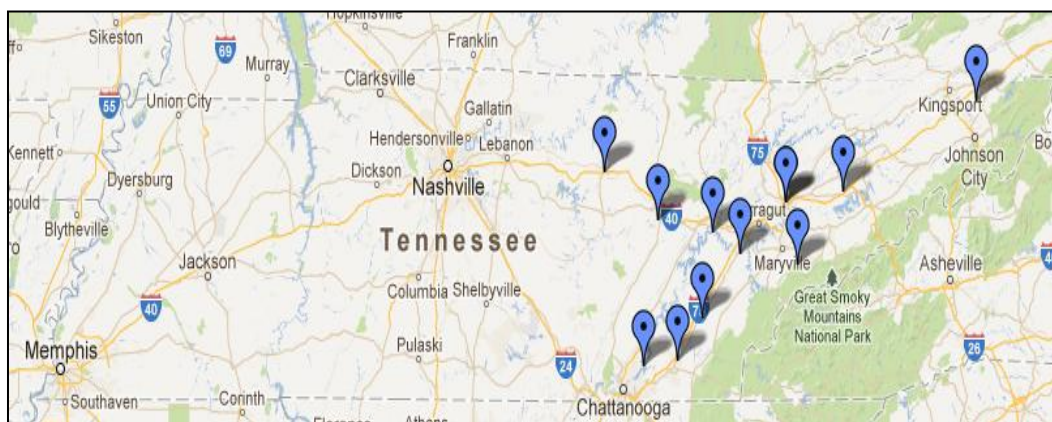 Hopkinsville
Sikeston
69
Murray
Franklin
Clarksville
55
Union City
Gallatin
Hendersonville
Lebanon
Kingsport
Kennett
75
Johnson
City
Dyersburg
Dickson
Nashville
40
Blytheville
Tennessee
Maryville
Jackson
Asheville
40
Columbia
Shelbyville
Great Smoky
Mountains
National Park
Memphis
Pulaski
24
26
Southaven
Corinth
Chattanooga
Athens